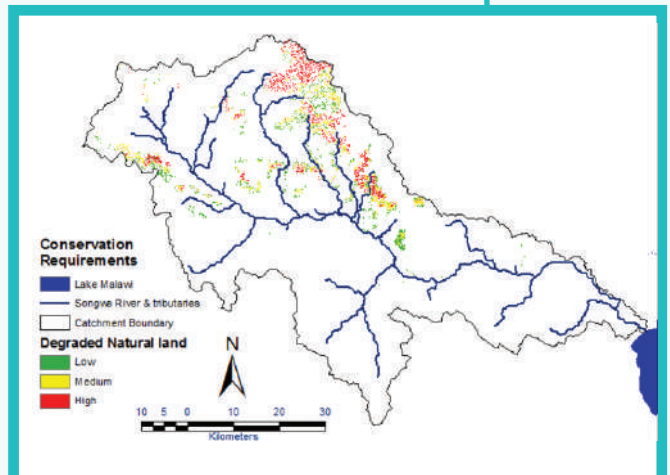 Conservation
Requirements
Lake Malawi
Songwe River & tributaries
Catchment Boundary
Degraded Natural land
Low
Medium
High
N
10 5 0 10 20 30
Kilometers